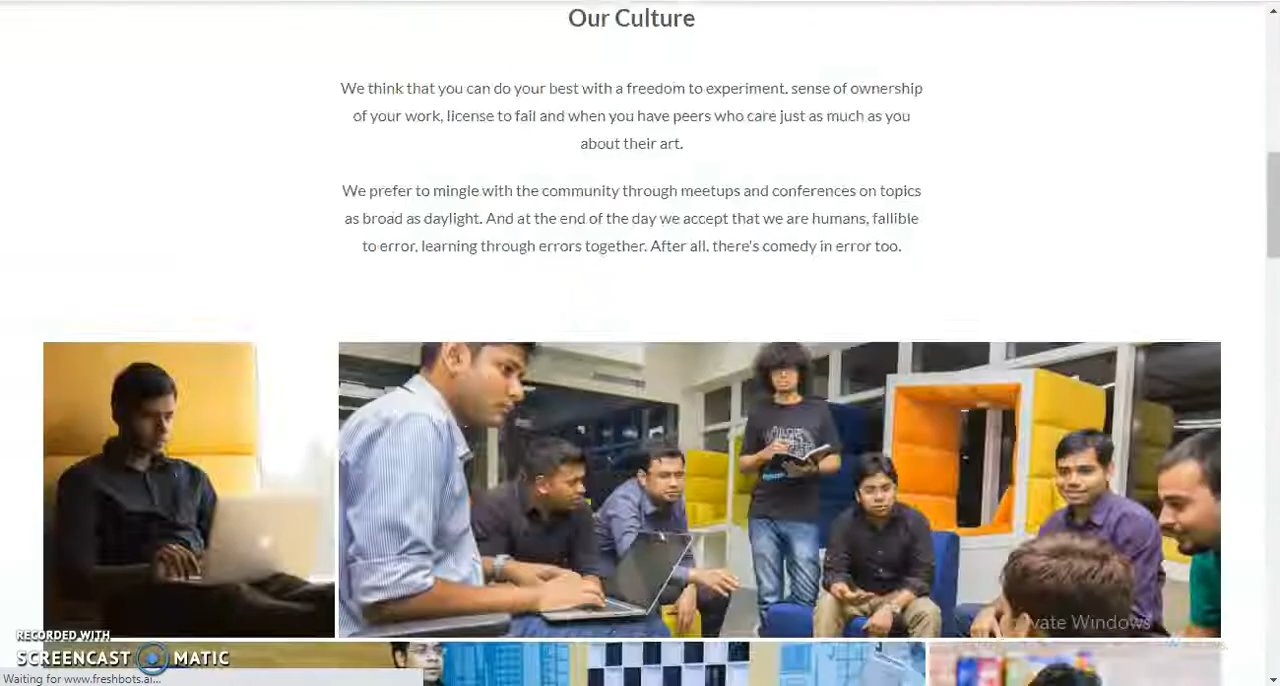 Our Culture
We think that you can do your best with a freedom to experiment. sense of ownership
of your work, license to fail and when you have peers who care just as much as you
about their art.
We prefer to mingle with the community through meetups and conferences on topics
as broad as daylight. And at the end of the day we accept that we are humans, fallible
to error, learning through errors together. After all, there's comedy in error too.
vate Windows
RECORDED WITH
SCREENCAST MATIC
Waiting for www.freshbots.ai...